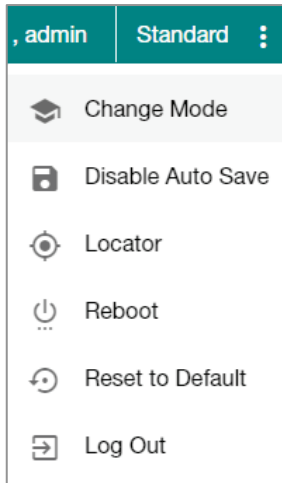 , admin Standard
Change Mode
Disable Auto Save
Locator
Reboot
Reset to Default
Log Out